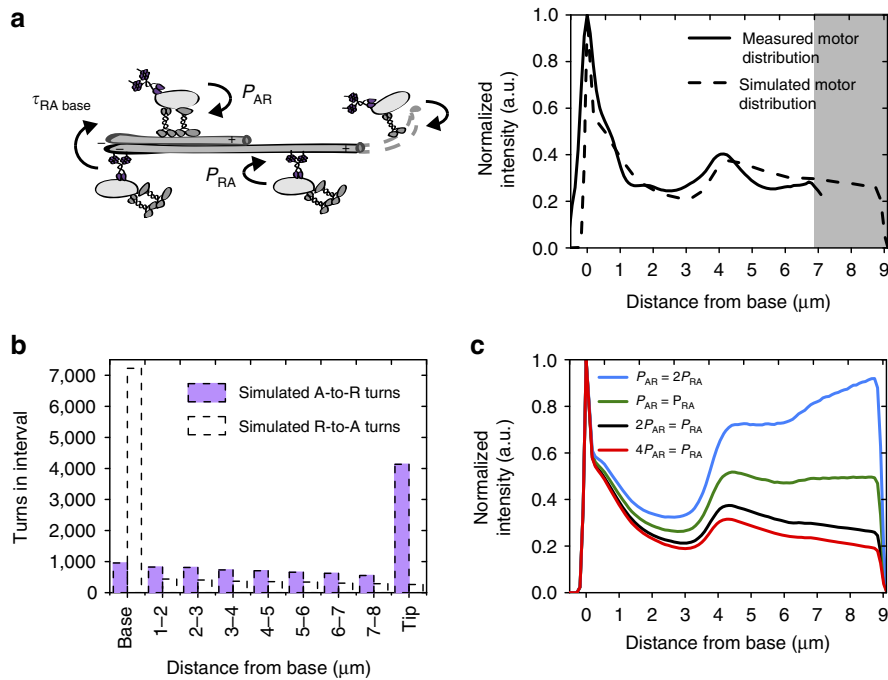 a
τRA base
PAR
PRA
–
–
+
+
Normalized
intensity (a.u.)
1.0
0.8
0.6
0.4
0.2
0.0
Measured motor
distribution
Simulated motor
distribution
0 1 2 3 4 5 6 7 8 9
Distance from base (μm)
b
Turns in interval
7,000
6,000
5,000
4,000
3,000
2,000
1,000
0
Simulated A-to-R turns
Simulated R-to-A turns
Base
1–2
2–3
3–4
4–5
5–6
6–7
7–8
Tip
Distance from base (μm)
c
Normalized
intensity (a.u.)
1.0
0.8
0.6
0.4
0.2
0.0
PAR = 2PRA
PAR = PRA
2PAR = PRA
4PAR = PRA
0 1 2 3 4 5 6 7 8 9
Distance from base (μm)